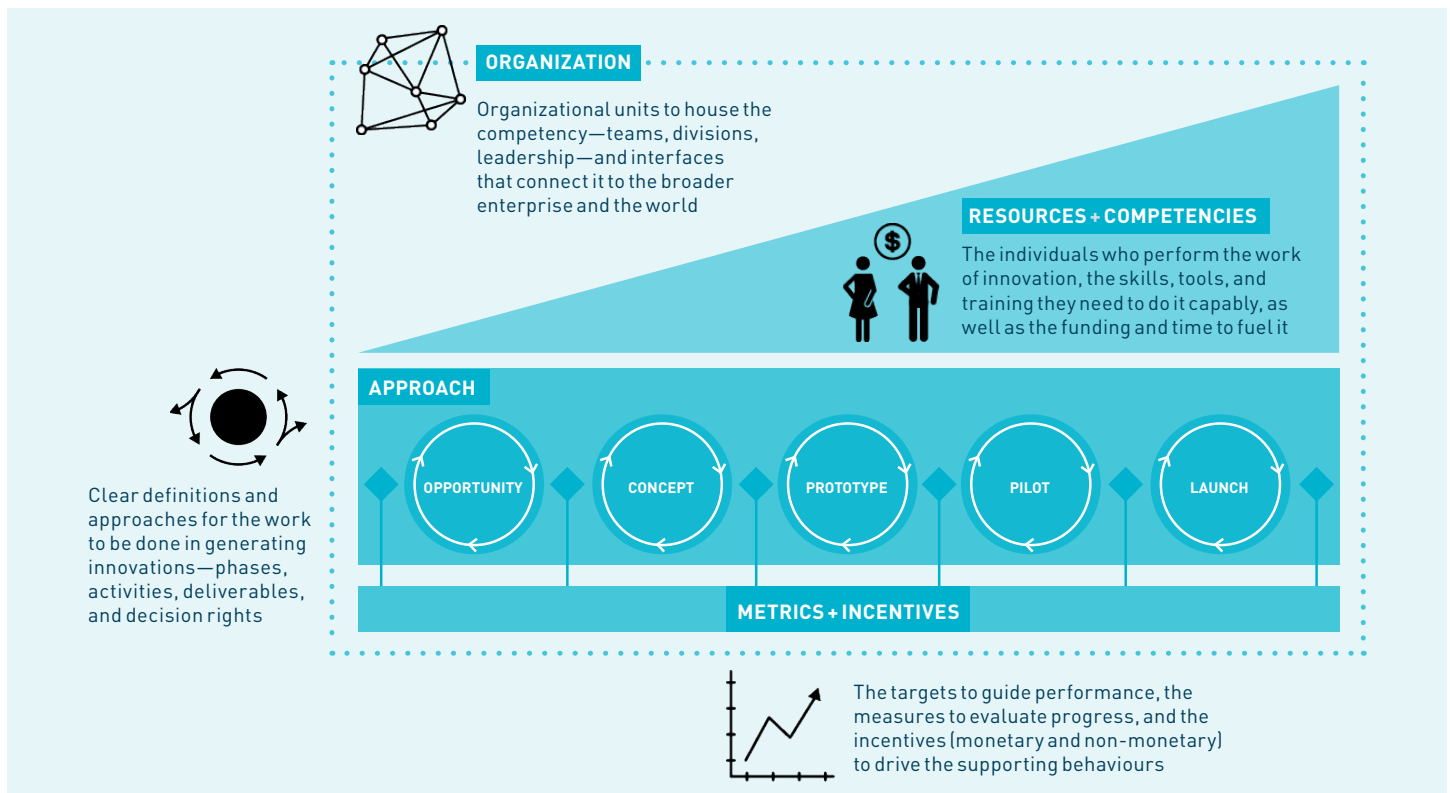 ORGANIZATION
Organizational units to house the
competency—teams, divisions,
leadership—and interfaces
that connect it to the broader
enterprise and the world
$
RESOURCES + COMPETENCIES
The individuals who perform the work
of innovation, the skills, tools, and
training they need to do it capably, as
well as the funding and time to fuel it
APPROACH
Clear definitions and
approaches for the work
to be done in generating
innovations—phases,
activities, deliverables,
and decision rights
OPPORTUNITY
CONCEPT
PROTOTYPE
PILOT
LAUNCH
METRICS + INCENTIVES
The targets to guide performance, the
measures to evaluate progress, and the
incentives (monetary and non-monetary)
to drive the supporting behaviours